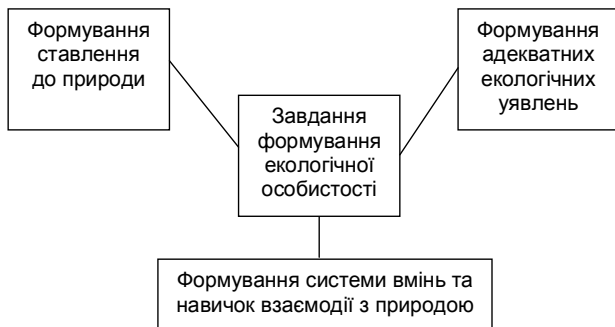 Формування
ставлення
до природи
Формування
адекватних
екологічних
уявлень
Завдання
формування
екологічної
особистості
Формування системи вмінь та
навичок взаємодії з природою